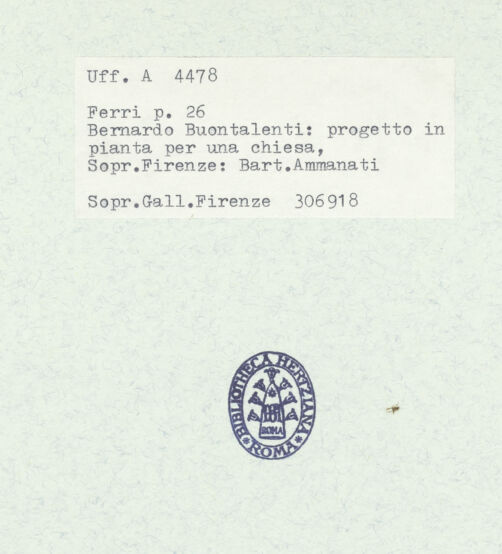 Uff. A 4478
Ferri p. 26
Bernardo Buontalenti: progetto in
pianta per una chiesa,
Sopr.Firenze: Bart.Ammanati
Sopr.Gall.Firenze 306918
BIBLIOTHECA HERTZIANA
ROMA
*ROMA*